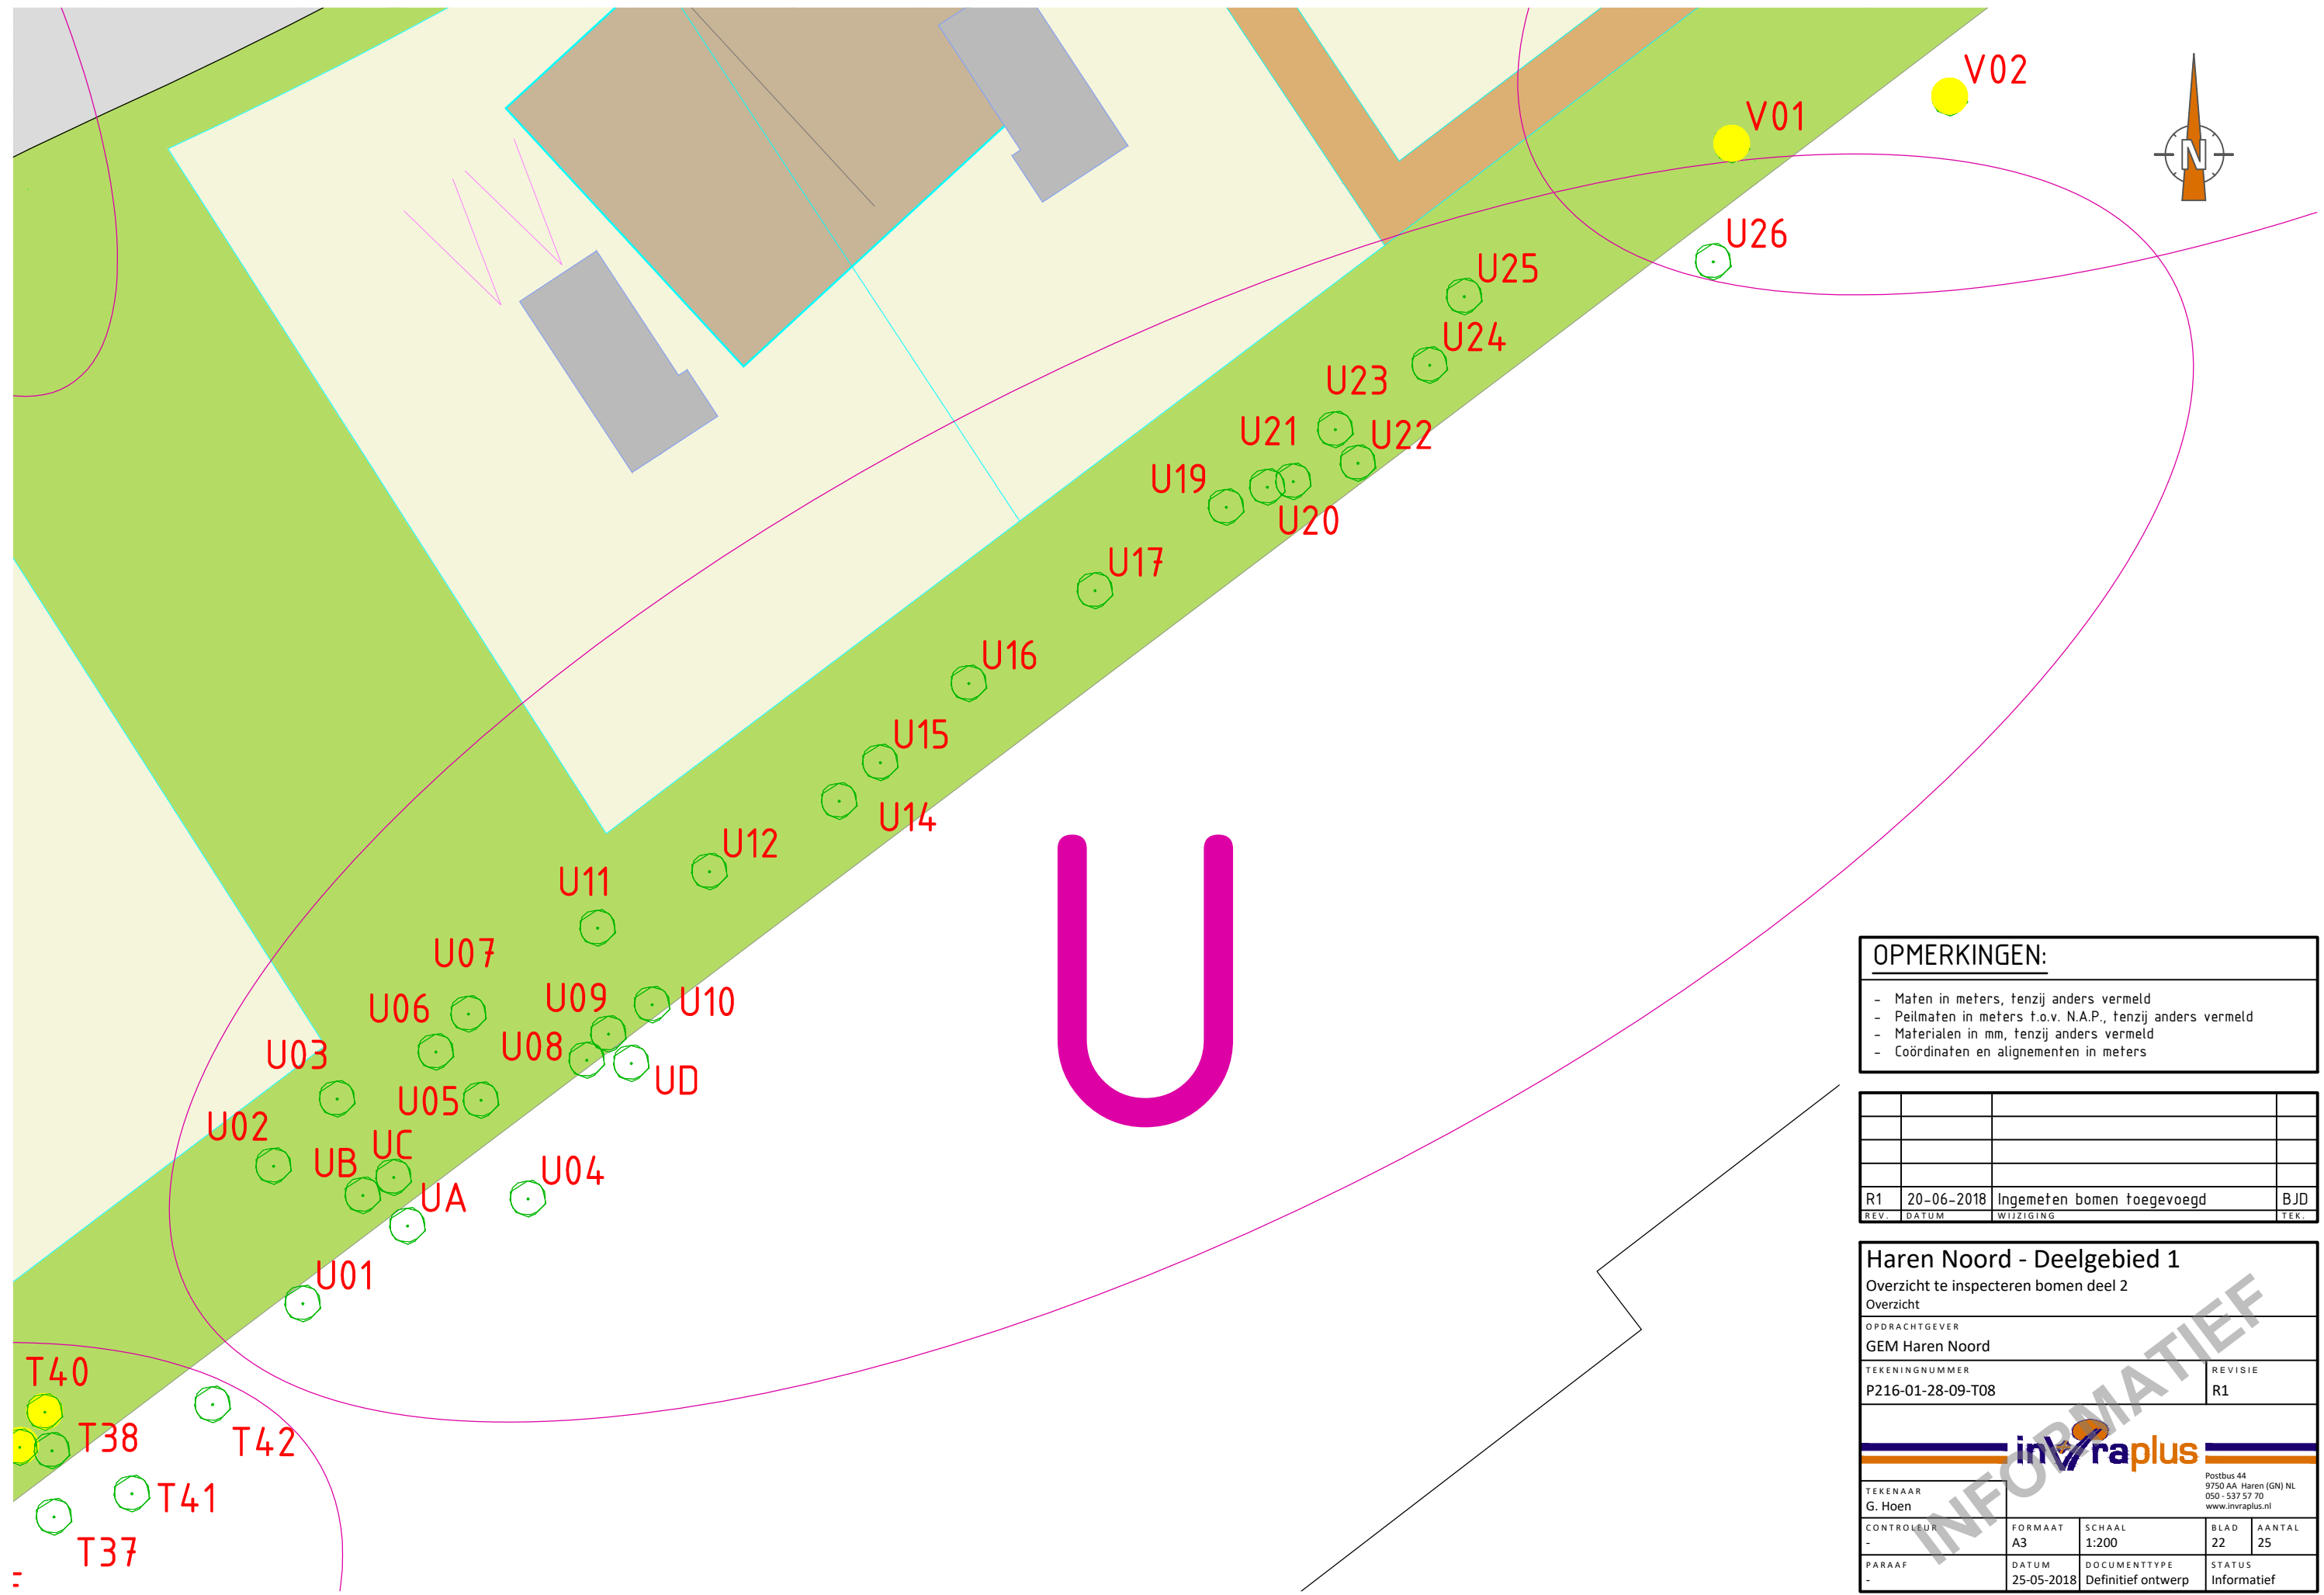 V02
V01
N
U26
U25
U24
U23
U22
U21
U19
U20
U17
U16
U15
U14
U12
U11
U07
U06
U09
U10
U03
U08
UD
U05
U02
UC
UB
UA
U04
U01
U
T40
T38
T42
T41
T37
OPMERKINGEN:
- Maten in meters, tenzij anders vermeld
- Peilmaten in meters t.o.v. N.A.P., tenzij anders vermeld
- Materialen in mm, tenzij anders vermeld
- Coördinaten en alignementen in meters
R1 20-06-2018 Ingemeten bomen toegevoegd BJD
REV. DATUM WIJZIGING TEK.
Haren Noord - Deelgebied 1
Overzicht te inspecteren bomen deel 2
Overzicht
OPDRACHTGEVER
GEM Haren Noord
TEKENINGNUMMER REVISIE
P216-01-28-09-T08 R1
invraplus
Postbus 44
9750 AA Haren (GN) NL
050 - 537 57 70
www.invraplus.nl
TEKENAAR
G. Hoen
CONTROLEUR FORMAAT SCHAAL BLAD AANTAL
- A3 1:200 22 25
PARAAF DATUM DOCUMENTTYPE STATUS
- 25-05-2018 Definitief ontwerp Informatief
INFORMATIEF